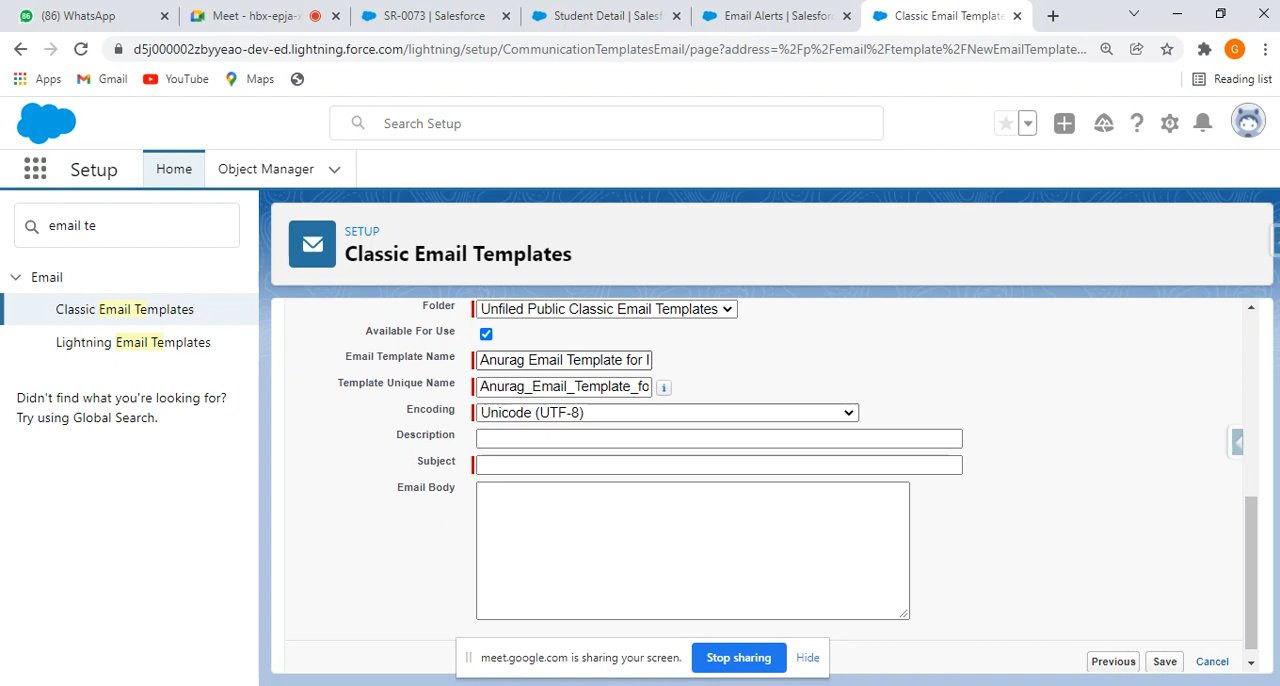 (86) WhatsApp
Meet - hbx-epja-x
SR-0073 | Salesforce
Student Detail | Sales
Email Alerts | Salesforc
Classic Email Template
d5j000002zbyyeao-dev-ed.lightning.force.com/lightning/setup/CommunicationTemplatesEmail/page?address=%2Fp%2Femail%2Ftemplate%2FNewEmailTemplate...
G
Apps
Gmail
YouTube
Maps
Reading list
Search Setup
Setup
Home
Object Manager
email te
Email
Classic Email Templates
Lightning Email Templates
Didn't find what you're looking for?
Try using Global Search.
SETUP
Classic Email Templates
Folder
Unfiled Public Classic Email Templates
Available For Use
Email Template Name
Anurag Email Template for
Template Unique Name
Anurag_Email_Template_fo
Encoding
Unicode (UTF-8)
Description
Subject
Email Body
meet.google.com is sharing your screen.
Stop sharing
Hide
Previous
Save
Cancel